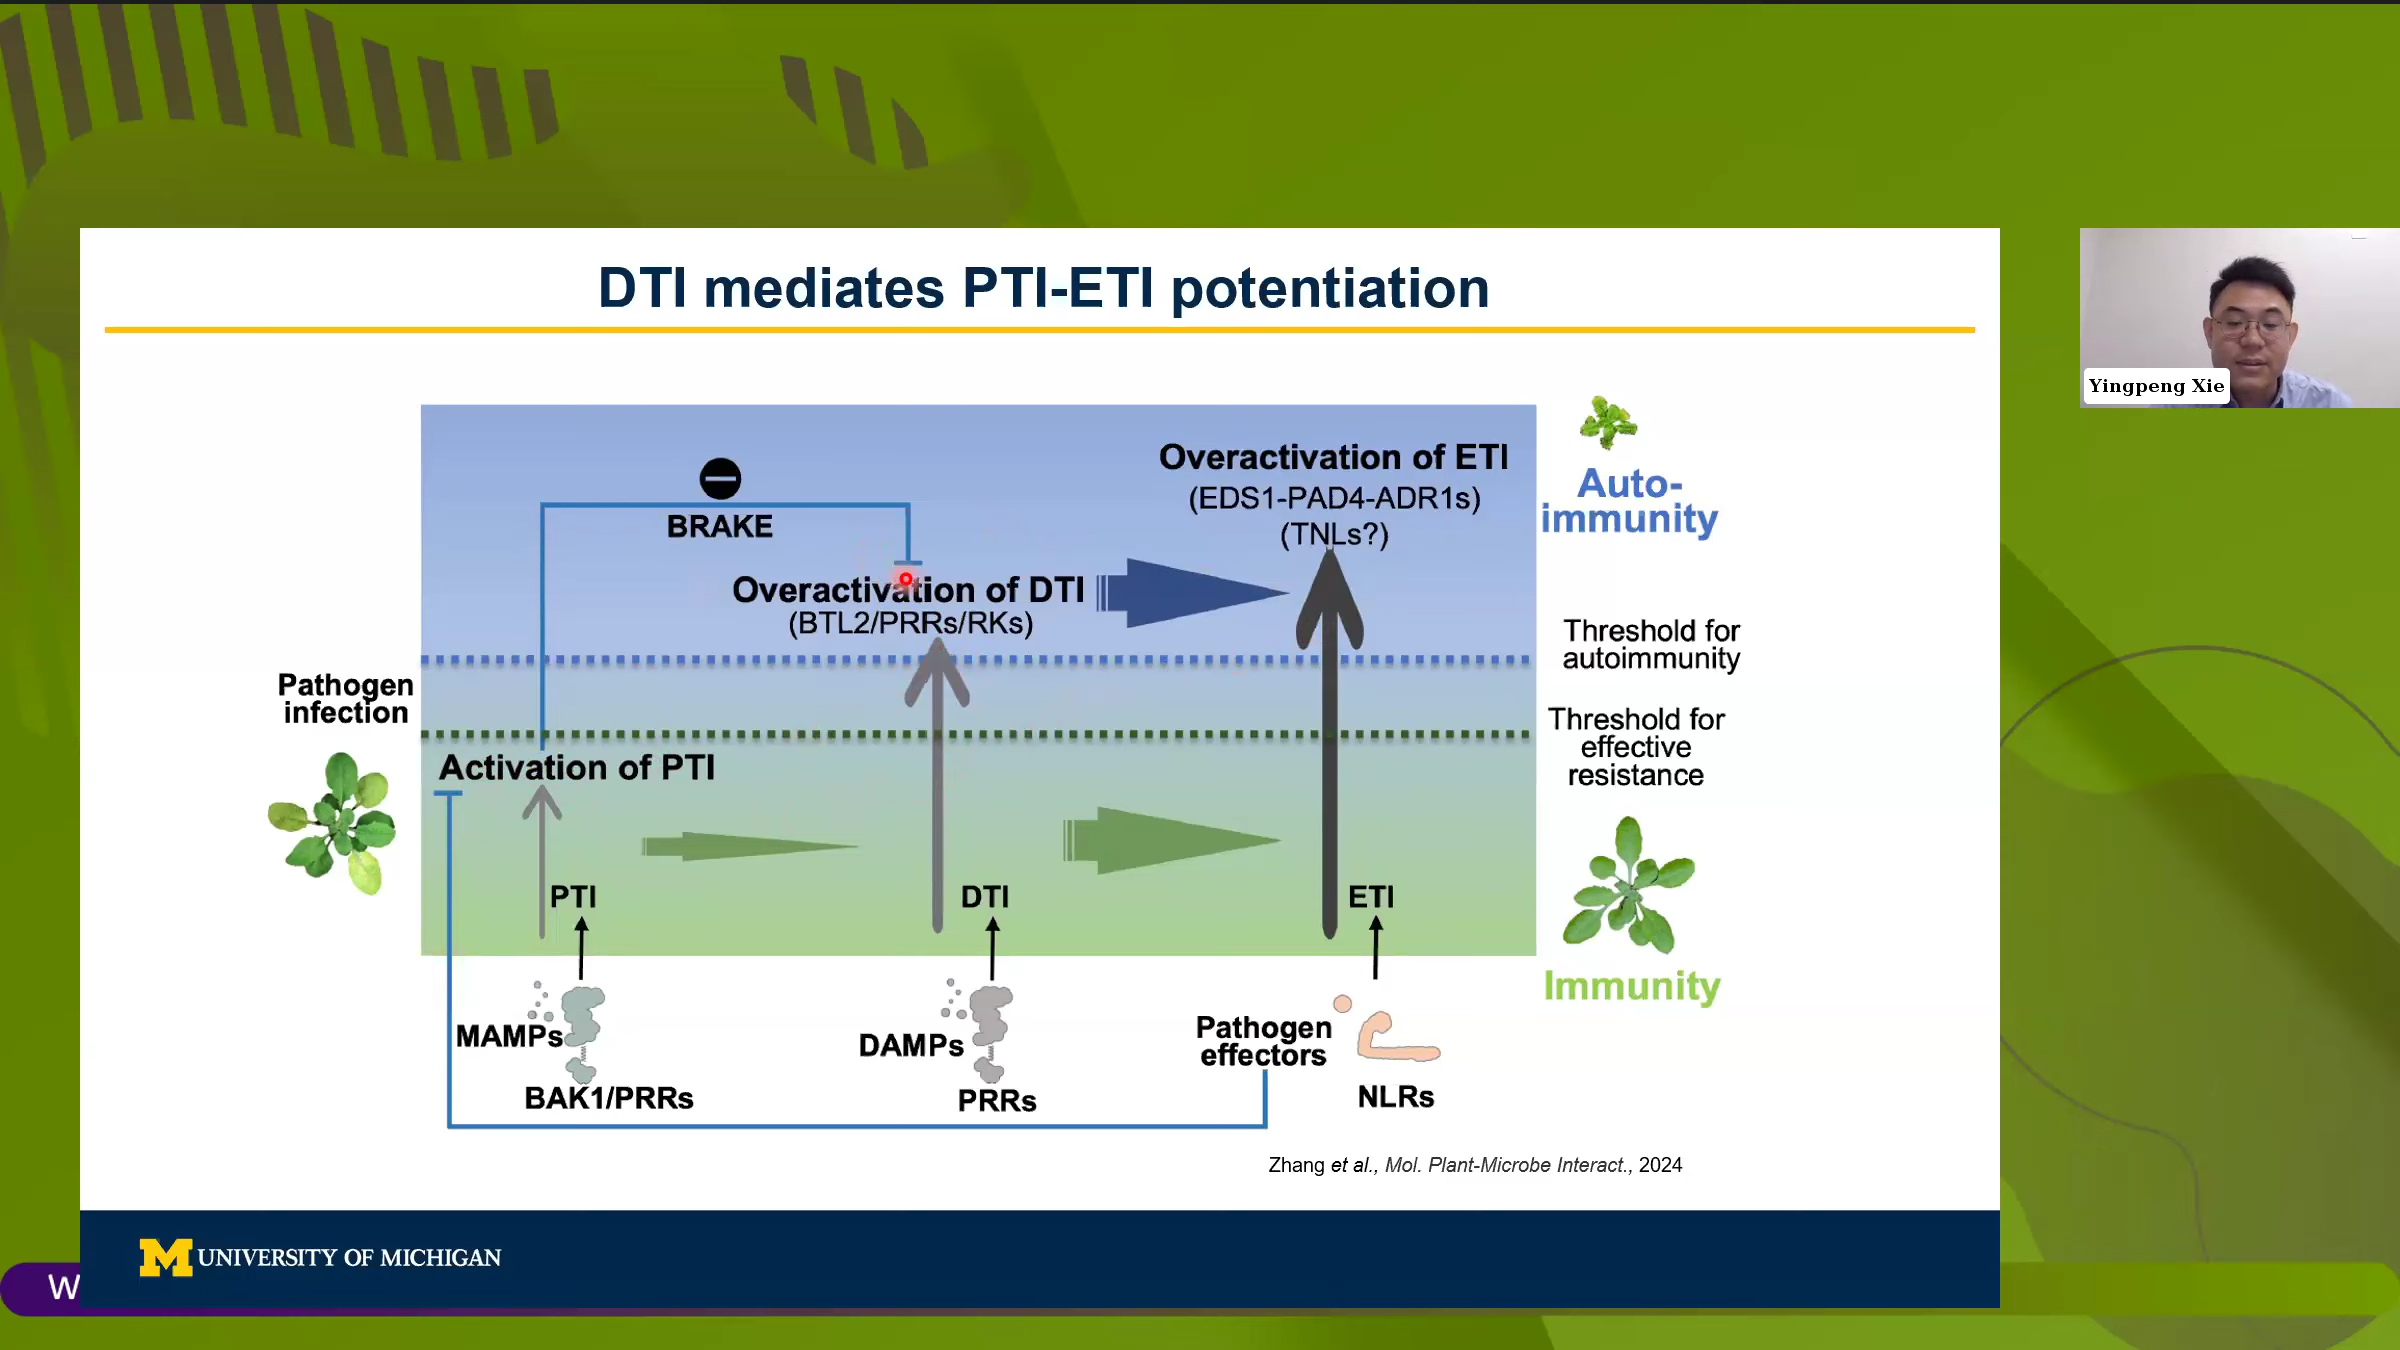 DTI mediates PTI-ETI potentiation
Yingpeng Xie
BRAKE
Overactivation of ETI
(EDS1-PAD4-ADR1s)
(TNLs?)
Auto-
immunity
Overactivation of DTI
(BTL2/PRRs/RKs)
Threshold for
autoimmunity
Pathogen
infection
Threshold for
effective
resistance
Activation of PTI
PTI
DTI
ETI
Immunity
MAMPs
BAK1/PRRs
DAMPs
PRRs
Pathogen
effectors
NLRs
Zhang et al., Mol. Plant-Microbe Interact., 2024
M UNIVERSITY OF MICHIGAN
W